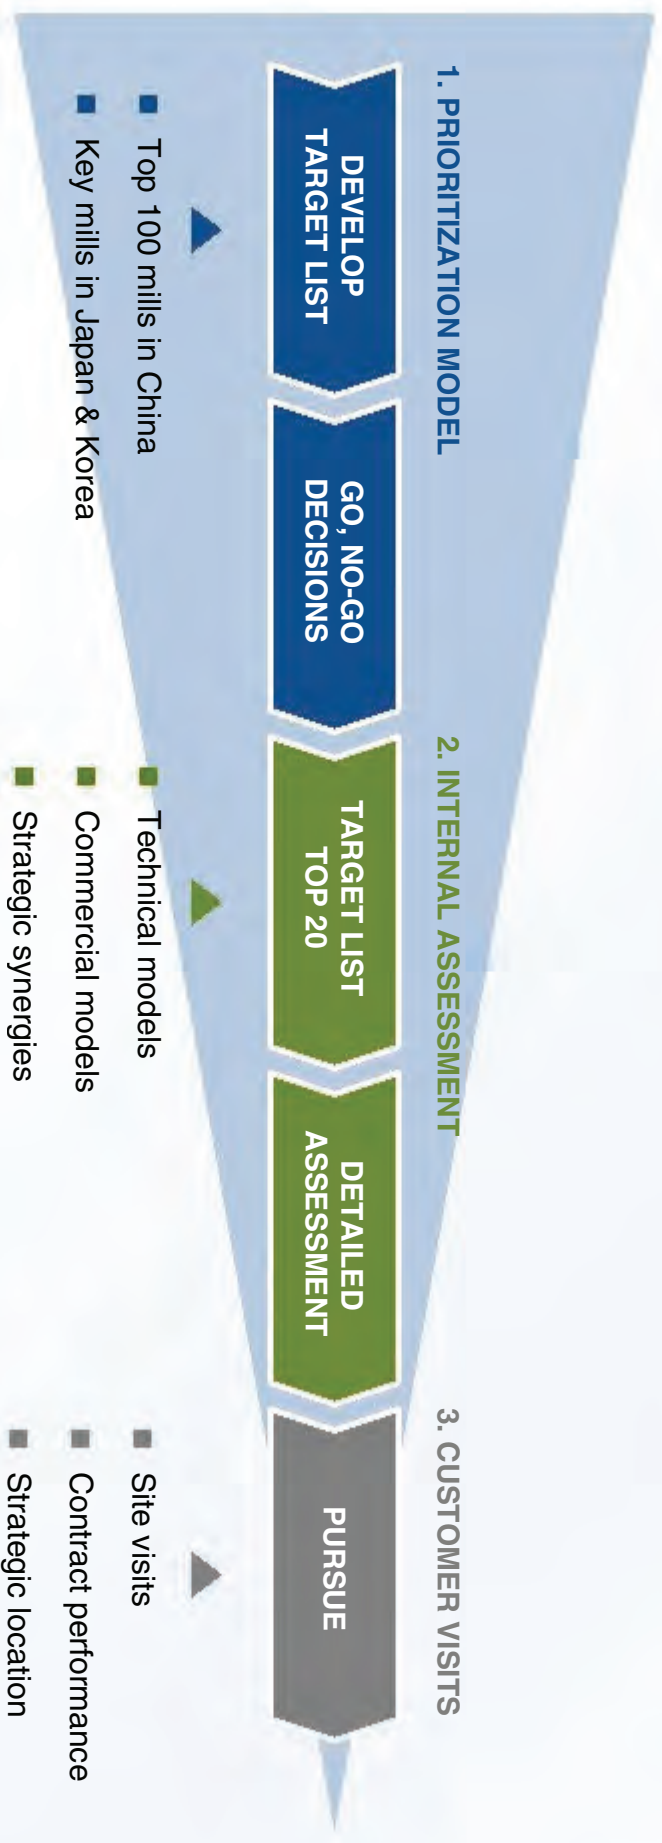 1. PRIORITIZATION MODEL
DEVELOP
TARGET LIST
GO, NO-GO
DECISIONS
Top 100 mills in China
Key mills in Japan & Korea
2. INTERNAL ASSESSMENT
TARGET LIST
TOP 20
DETAILED
ASSESSMENT
Technical models
Commercial models
Strategic synergies
3. CUSTOMER VISITS
PURSUE
Site visits
Contract performance
Strategic location